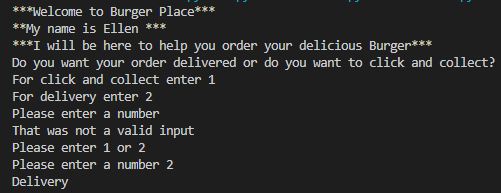 ***Welcome to Burger Place***
**My name is Ellen ***
***I will be here to help you order your delicious Burger***
Do you want your order delivered or do you want to click and collect?
For click and collect enter 1
For delivery enter 2
Please enter a number
That was not a valid input
Please enter 1 or 2
Please enter a number 2
Delivery